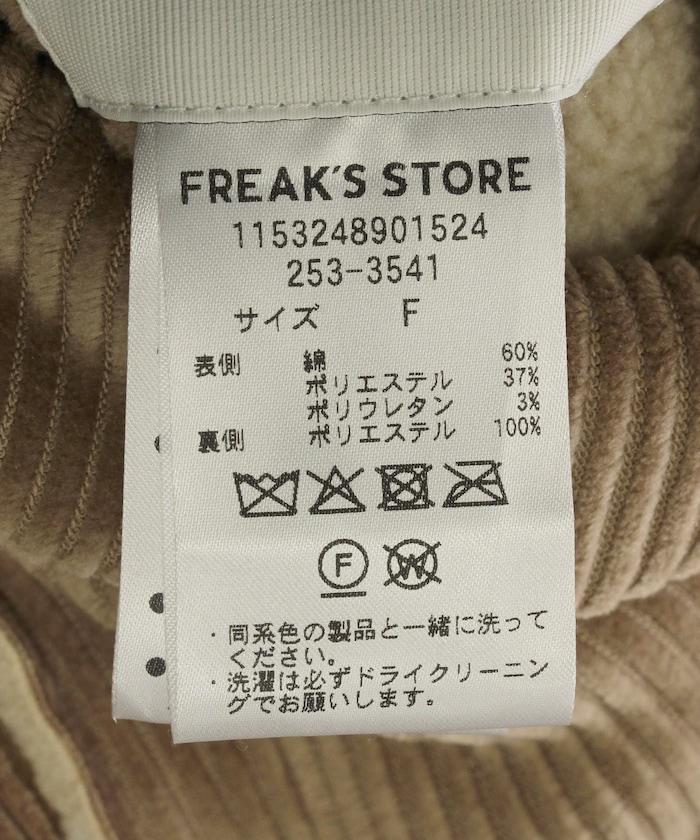 FREAK'S STORE
1153248901524
253-3541
サイズ F
表側 綿 60%
ポリエステル 37%
ポリウレタン 3%
裏側 ポリエステル 100%
F W
・同系色の製品と一緒に洗って
ください。
・洗濯は必ずドライクリーニン
グでお願いします。